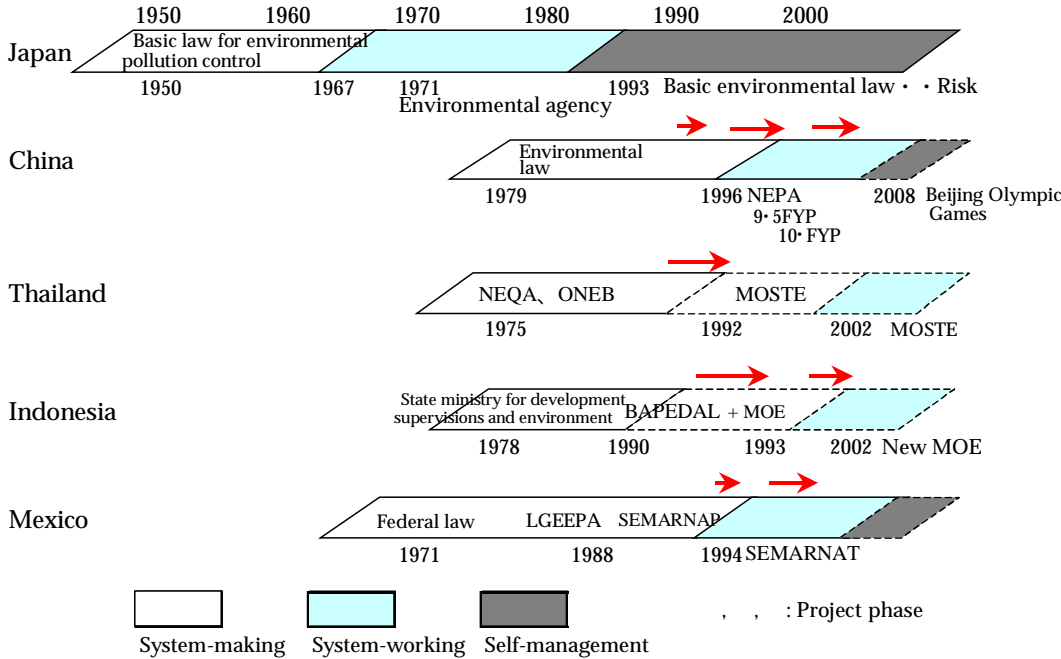 1950 1960 1970 1980 1990 2000
Japan
Basic law for environmental
pollution control
1950 1967 1971 1993 Basic environmental law・・Risk
Environmental agency
China
Environmental
law
1979 1996 NEPA 2008 Beijing Olympic
Games
9・5FYP
10・FYP
Thailand
NEQA、ONEB MOSTE
1975 1992 2002 MOSTE
Indonesia
State ministry for development
supervisions and environment
BAPEDAL + MOE
1978 1990 1993 2002 New MOE
Mexico
Federal law LGEEPA SEMARNAP
1971 1988 1994 SEMARNAT
, , : Project phase
System-making System-working Self-management